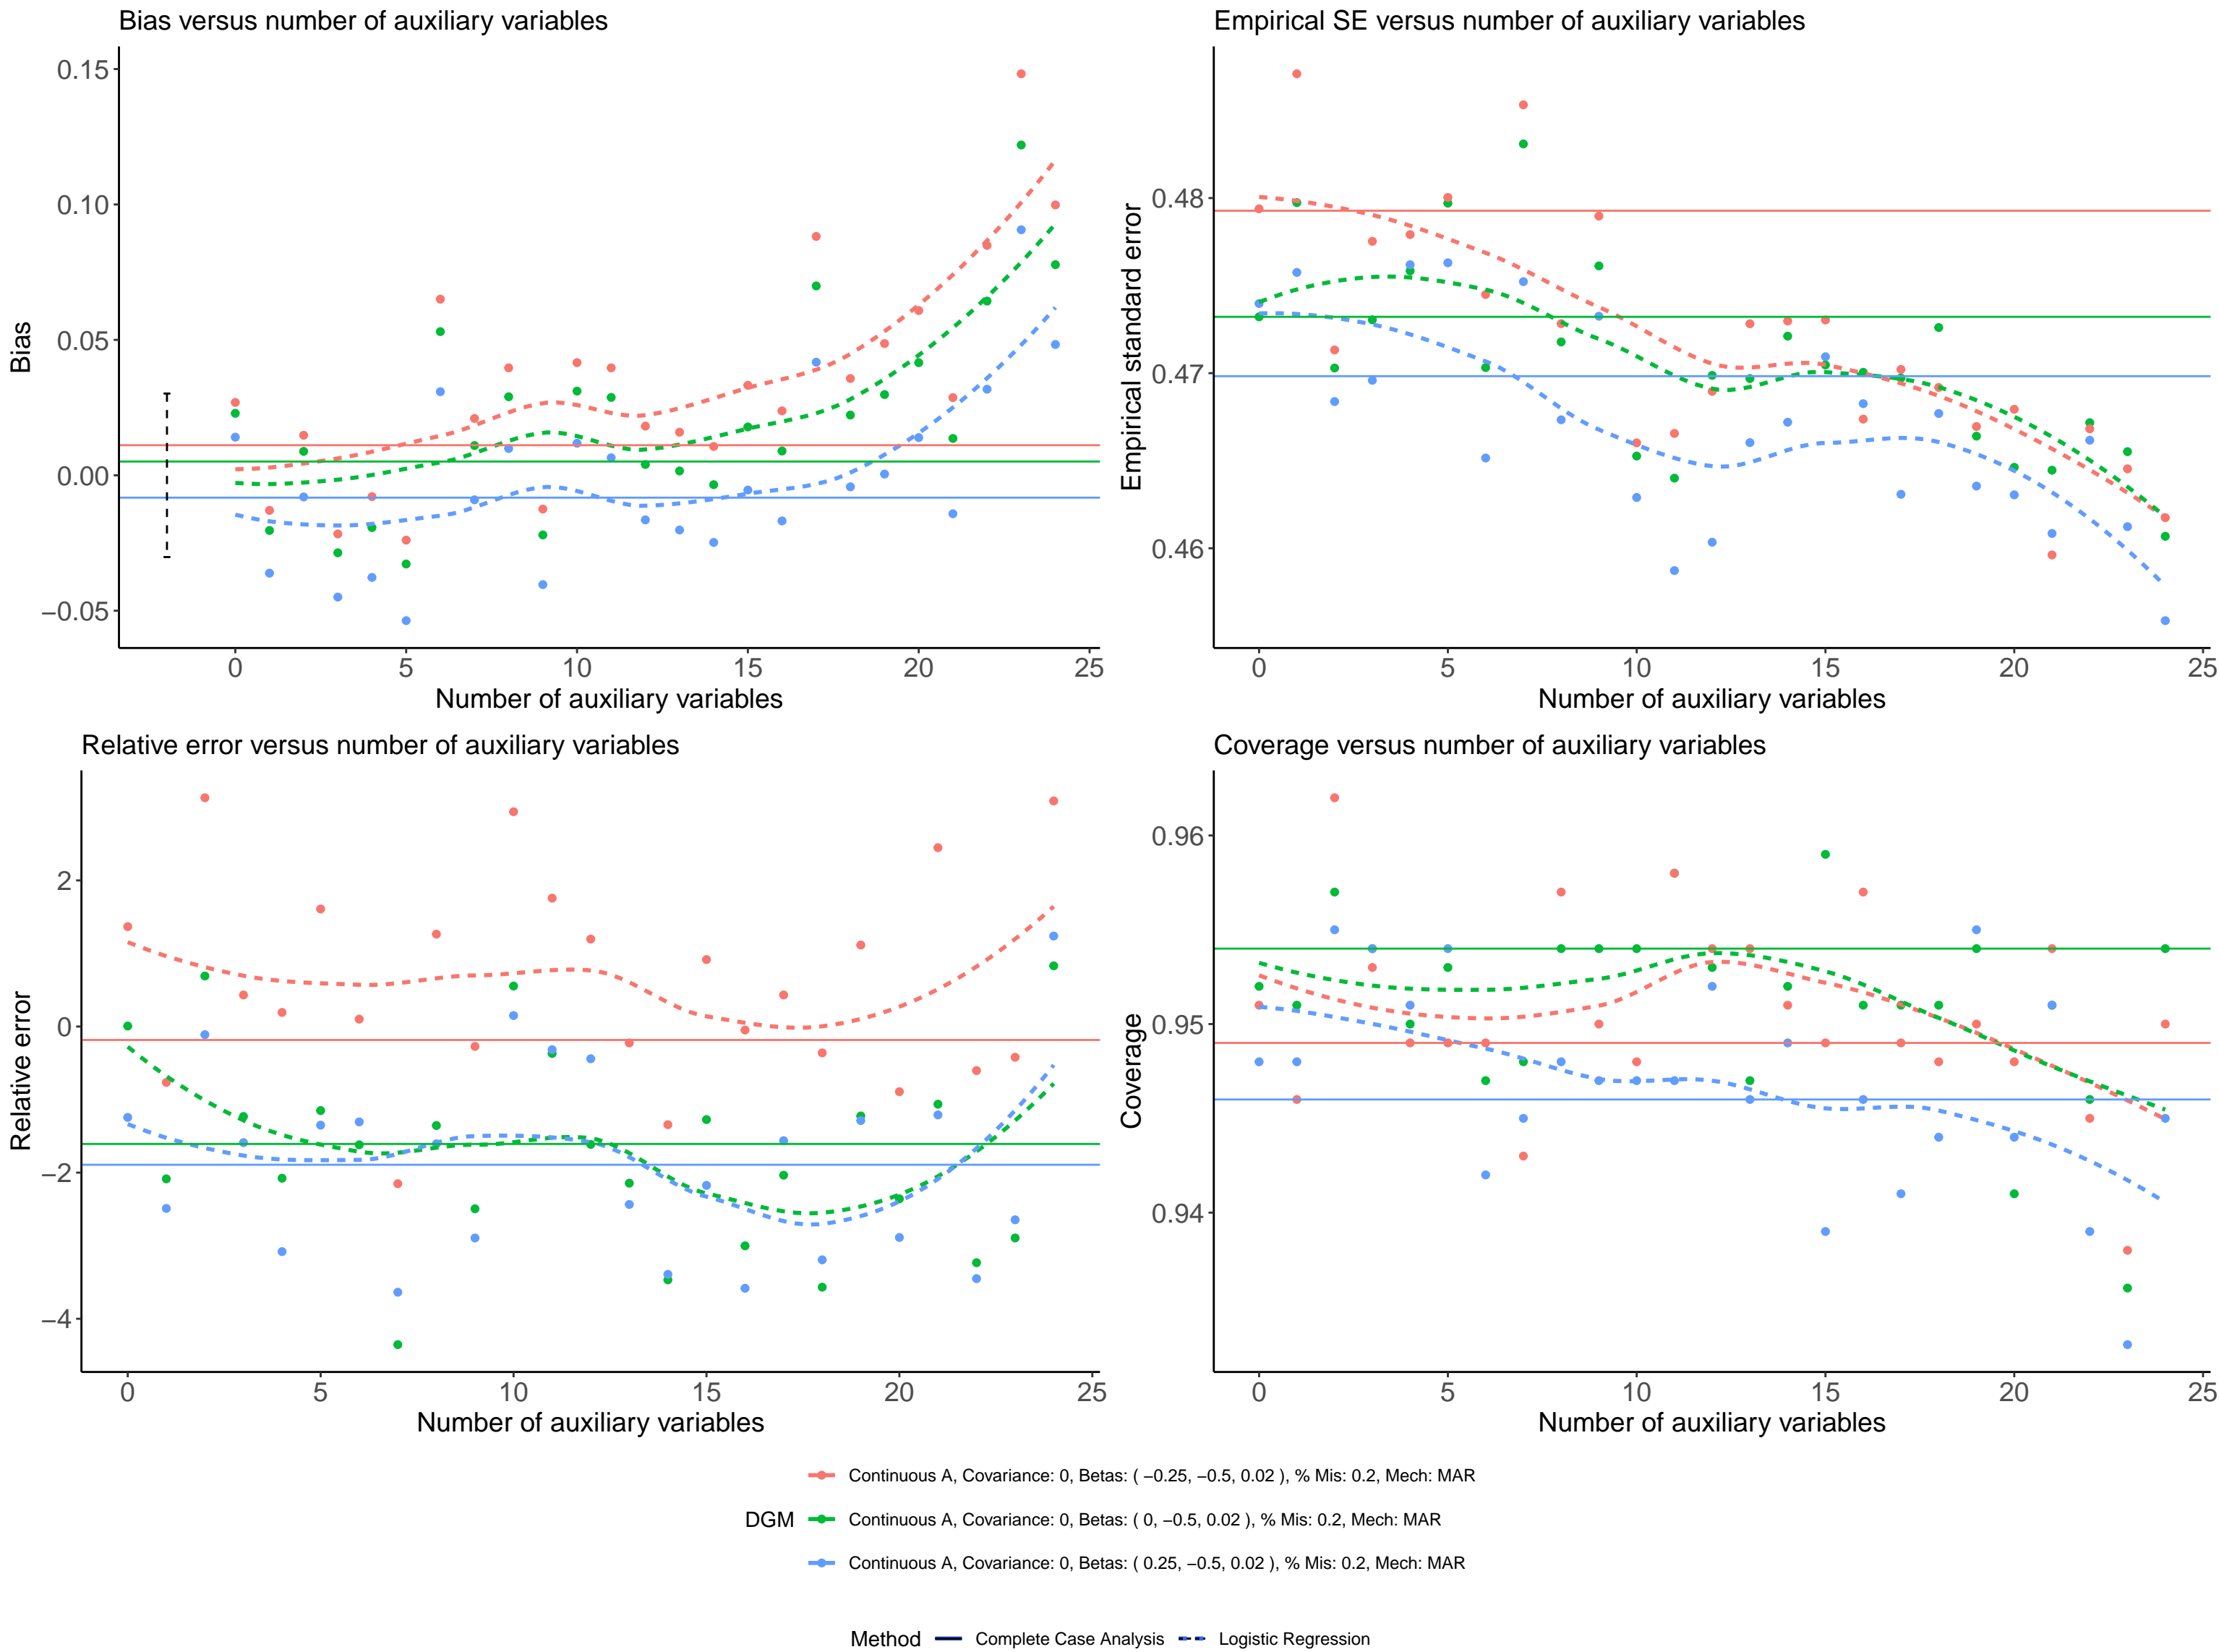 Bias versus number of auxiliary variables
0.15
0.10
0.05
0.00
−0.05
Bias
0 5 10 15 20 25
Number of auxiliary variables
Empirical SE versus number of auxiliary variables
0.48
0.47
0.46
Empirical standard error
0 5 10 15 20 25
Number of auxiliary variables
Relative error versus number of auxiliary variables
2
0
−2
−4
Relative error
0 5 10 15 20 25
Number of auxiliary variables
Coverage versus number of auxiliary variables
0.96
0.95
0.94
Coverage
0 5 10 15 20 25
Number of auxiliary variables
Continuous A, Covariance: 0, Betas: ( −0.25, −0.5, 0.02 ), % Mis: 0.2, Mech: MAR
DGM Continuous A, Covariance: 0, Betas: ( 0, −0.5, 0.02 ), % Mis: 0.2, Mech: MAR
Continuous A, Covariance: 0, Betas: ( 0.25, −0.5, 0.02 ), % Mis: 0.2, Mech: MAR
Method Complete Case Analysis Logistic Regression